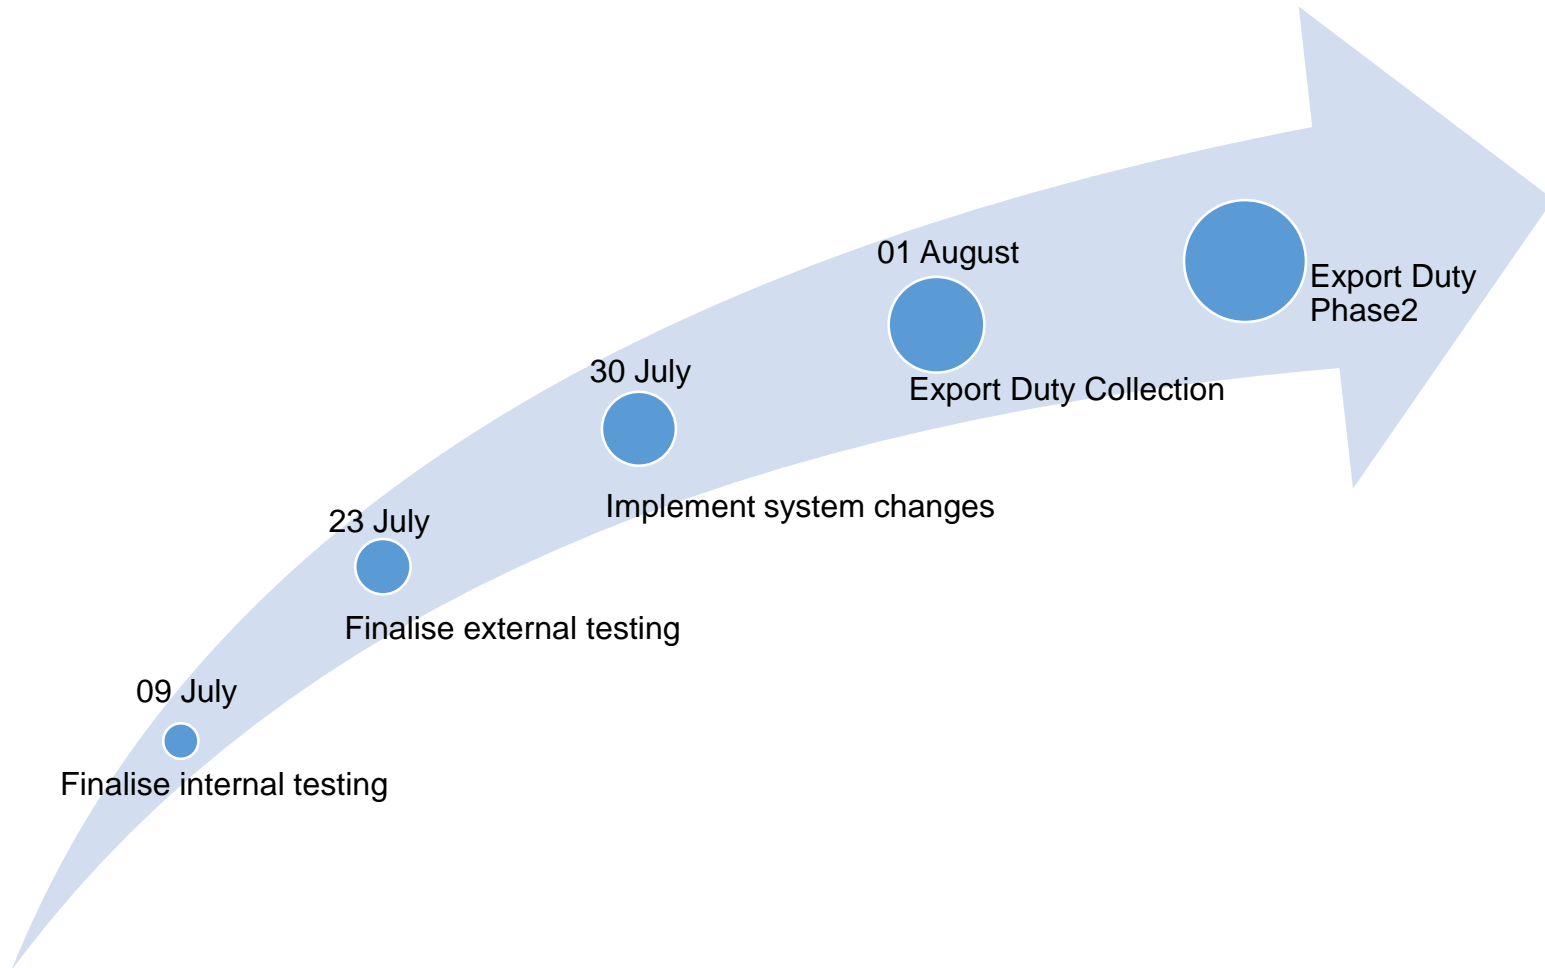 09 July
Finalise internal testing
23 July
Finalise external testing
30 July
Implement system changes
01 August
Export Duty Collection
Export Duty
Phase2